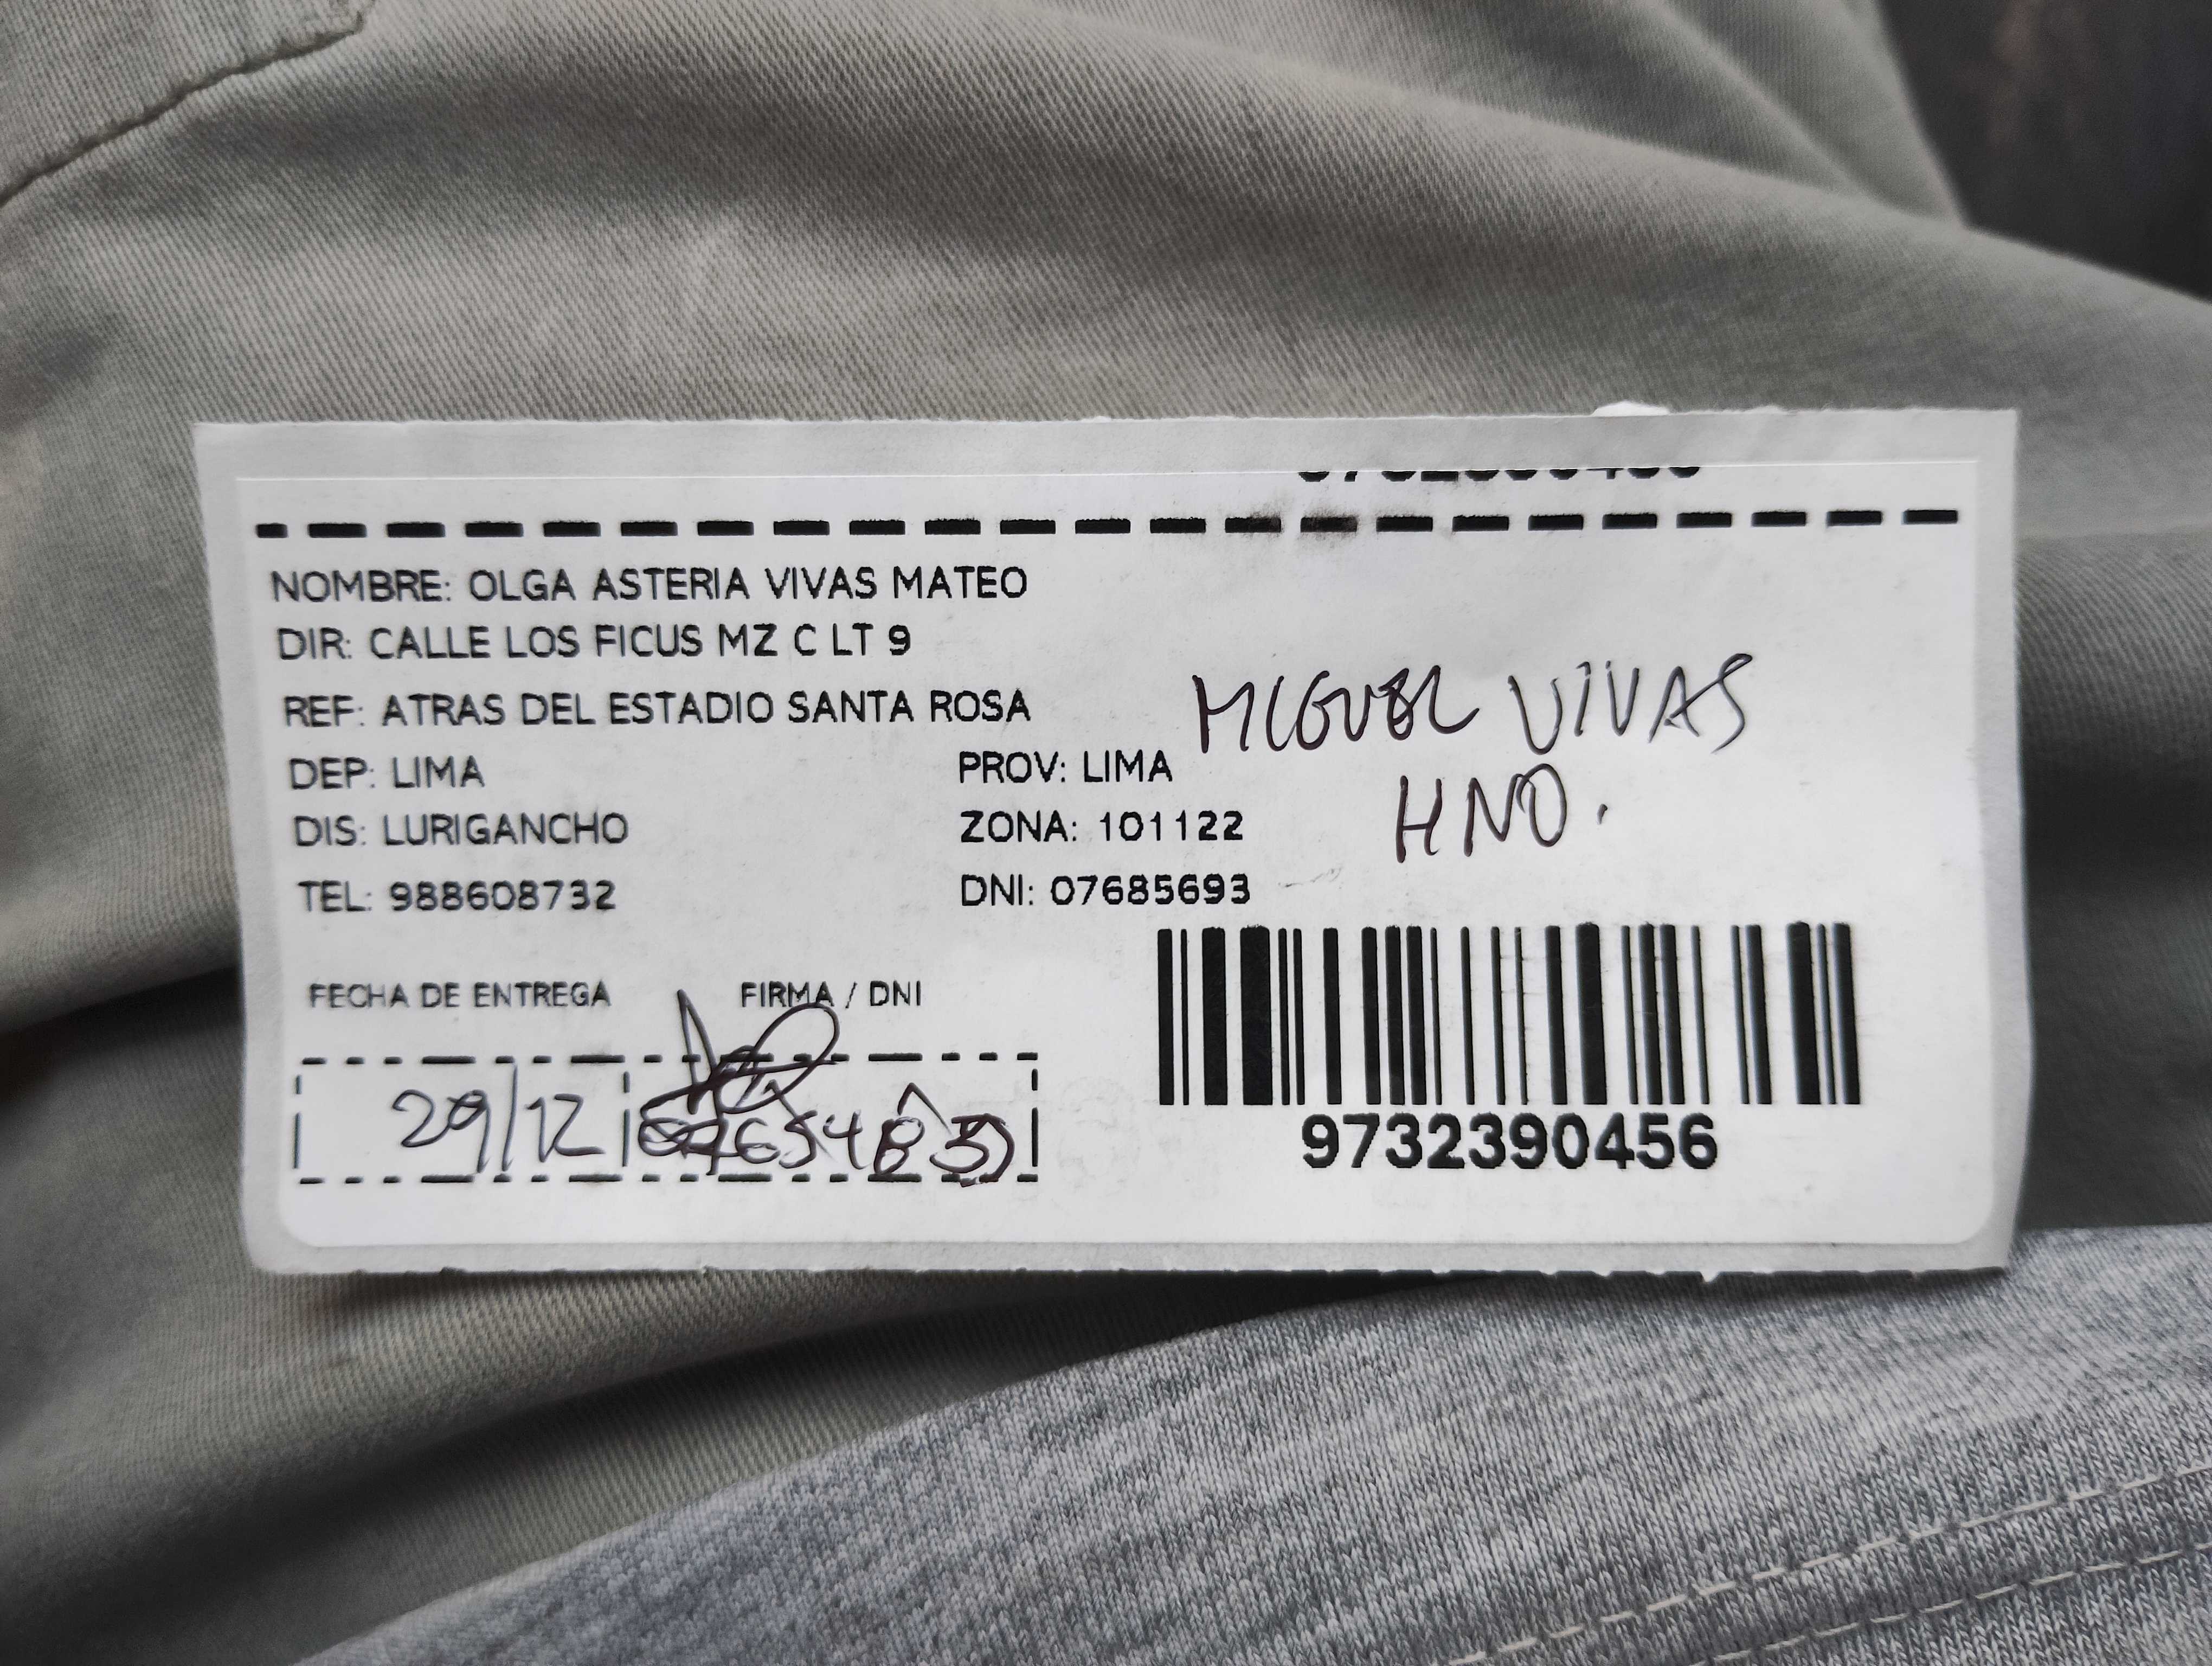 NOMBRE: OLGA ASTERIA VIVAS MATEO
DIR: CALLE LOS FICUS MZ C LT 9
REF: ATRAS DEL ESTADIO SANTA ROSA
MIGUEL VIVAS
DEP: LIMA PROV: LIMA
HNO.
DIS: LURIGANCHO ZONA: 101122
TEL: 988608732 DNI: 07685693
FECHA DE ENTREGA FIRMA / DNI
29/12
9732390456